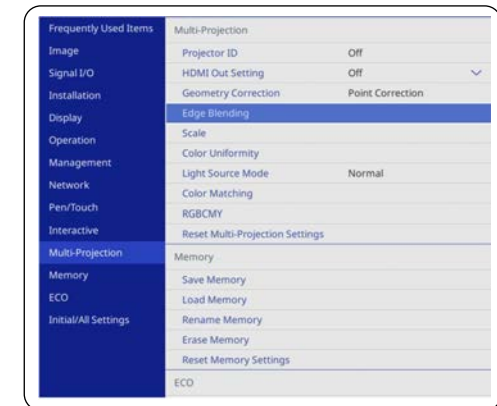 Frequently Used Items
Image
Signal I/O
Installation
Display
Operation
Management
Network
Pen/Touch
Interactive
Multi-Projection
Memory
ECO
Initial/All Settings
Multi-Projection
Projector ID Off
HDMI Out Setting Off
Geometry Correction Point Correction
Edge Blending
Scale
Color Uniformity
Light Source Mode Normal
Color Matching
RGBCMY
Reset Multi-Projection Settings
Memory
Save Memory
Load Memory
Rename Memory
Erase Memory
Reset Memory Settings
ECO